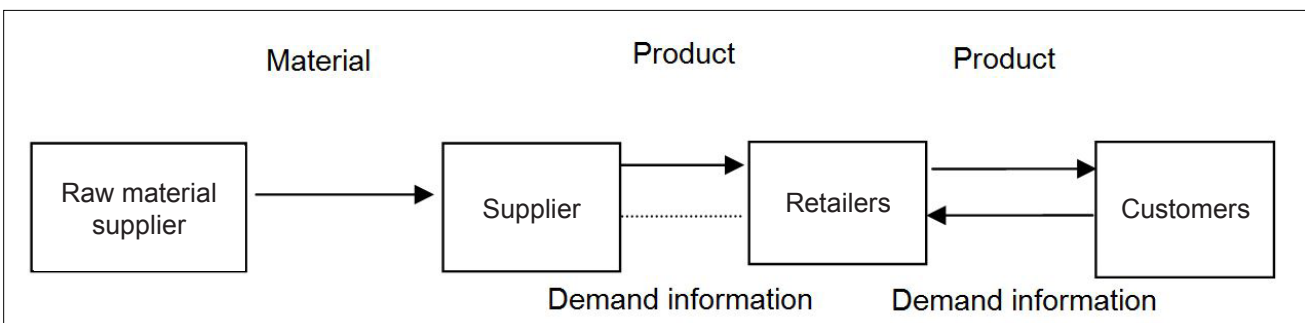 Material
Product
Product
Raw material
supplier
Supplier
Retailers
Customers
Demand information
Demand information